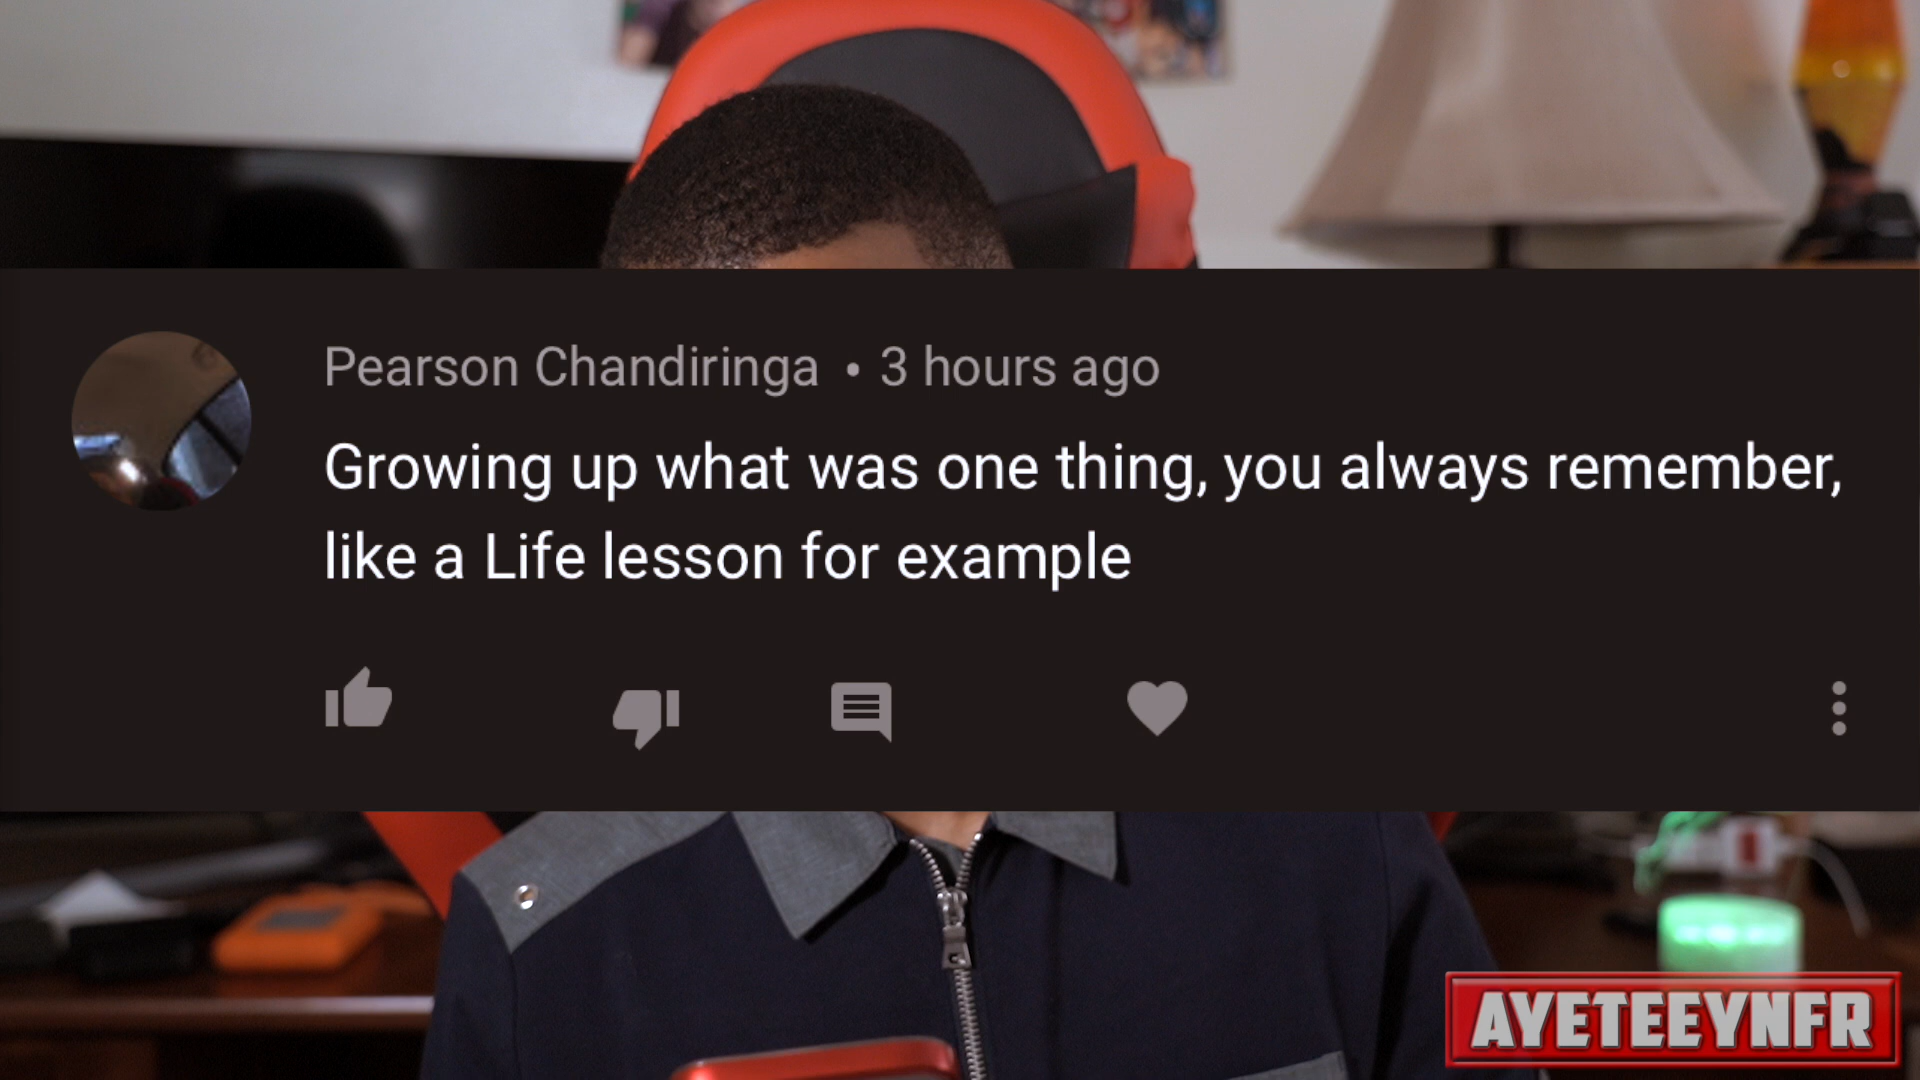 Pearson Chandiringa • 3 hours ago
Growing up what was one thing, you always remember,
like a Life lesson for example
AYETEEYNFR